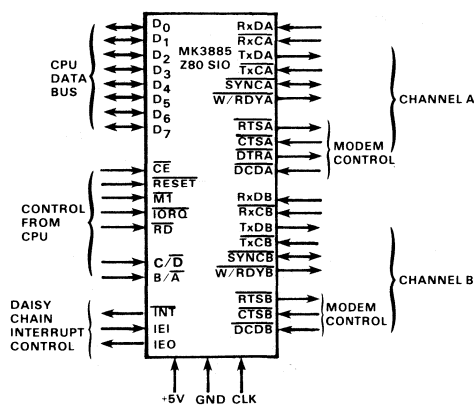 MK3885
Z80 SIO
CPU
DATA
BUS
D0
D1
D2
D3
D4
D5
D6
D7
CONTROL
FROM
CPU
CE
RESET
M1
IORQ
RD
C/D
B/A
DAISY
CHAIN
INTERRUPT
CONTROL
INT
IEI
IEO
RxDA
RxCA
TxDA
TxCA
SYNCA
W/RDYA
RTSA
CTSA
DTRA
DCDA
MODEM
CONTROL
CHANNEL A
RxDB
RxCB
TxDB
TxCB
SYNCB
W/RDYB
RTSB
CTSB
DCDB
MODEM
CONTROL
CHANNEL B
+5V GND CLK